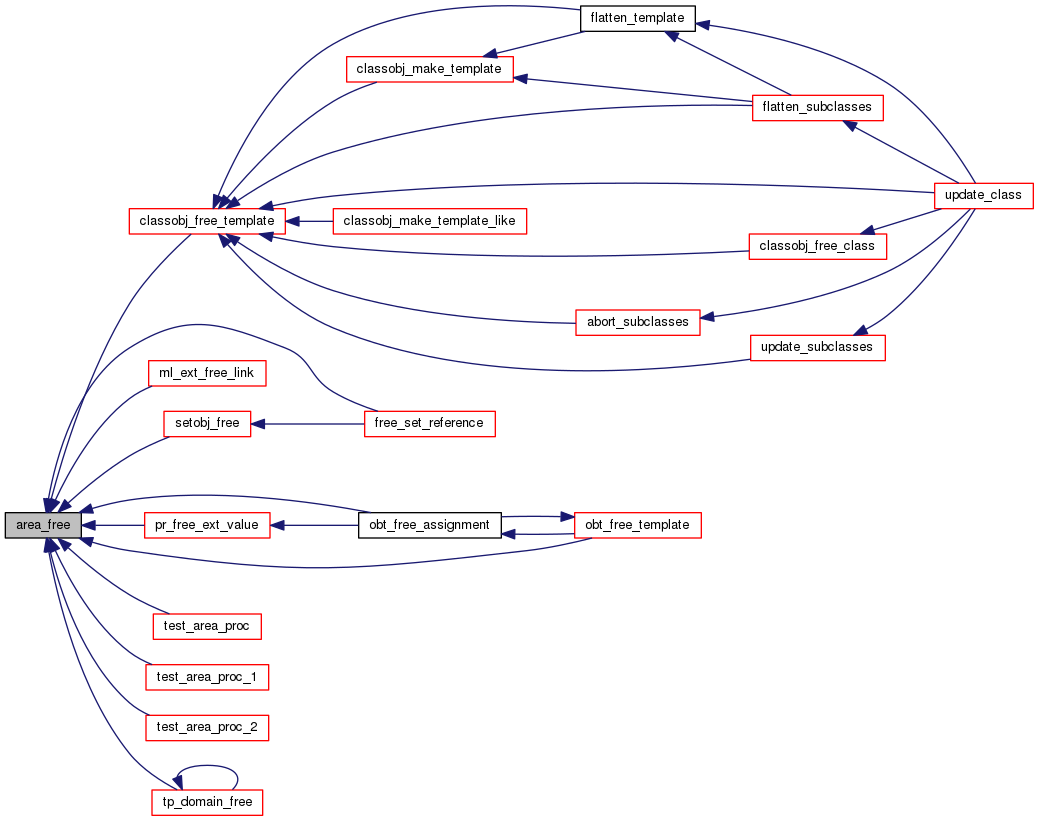 flatten_template
classobj_make_template
flatten_subclasses
update_class
classobj_free_template
classobj_make_template_like
classobj_free_class
abort_subclasses
update_subclasses
ml_ext_free_link
setobj_free
free_set_reference
area_free
pr_free_ext_value
obt_free_assignment
obt_free_template
test_area_proc
test_area_proc_1
test_area_proc_2
tp_domain_free